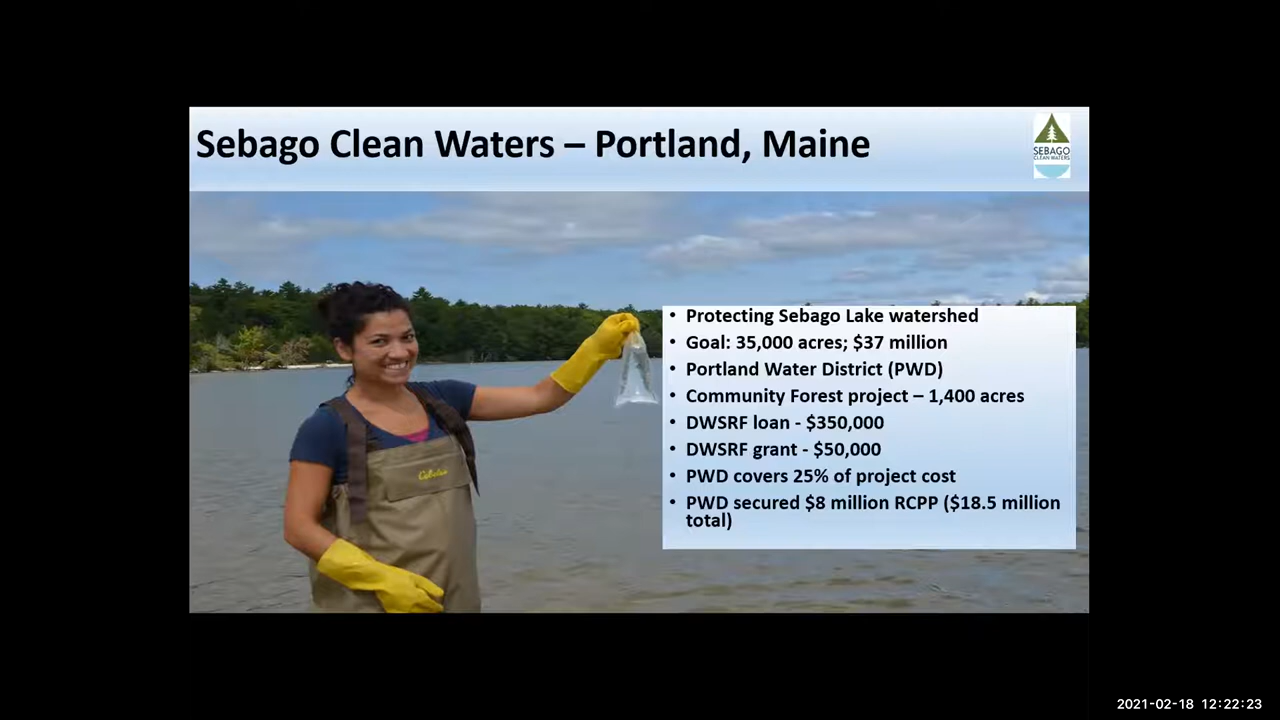 Sebago Clean Waters – Portland, Maine
SEBAGO
CLEAN WATERS
• Protecting Sebago Lake watershed
• Goal: 35,000 acres; $37 million
• Portland Water District (PWD)
• Community Forest project – 1,400 acres
• DWSRF loan - $350,000
• DWSRF grant - $50,000
• PWD covers 25% of project cost
• PWD secured $8 million RCPP ($18.5 million
total)
Cabela's
2021-02-18 12:22:23